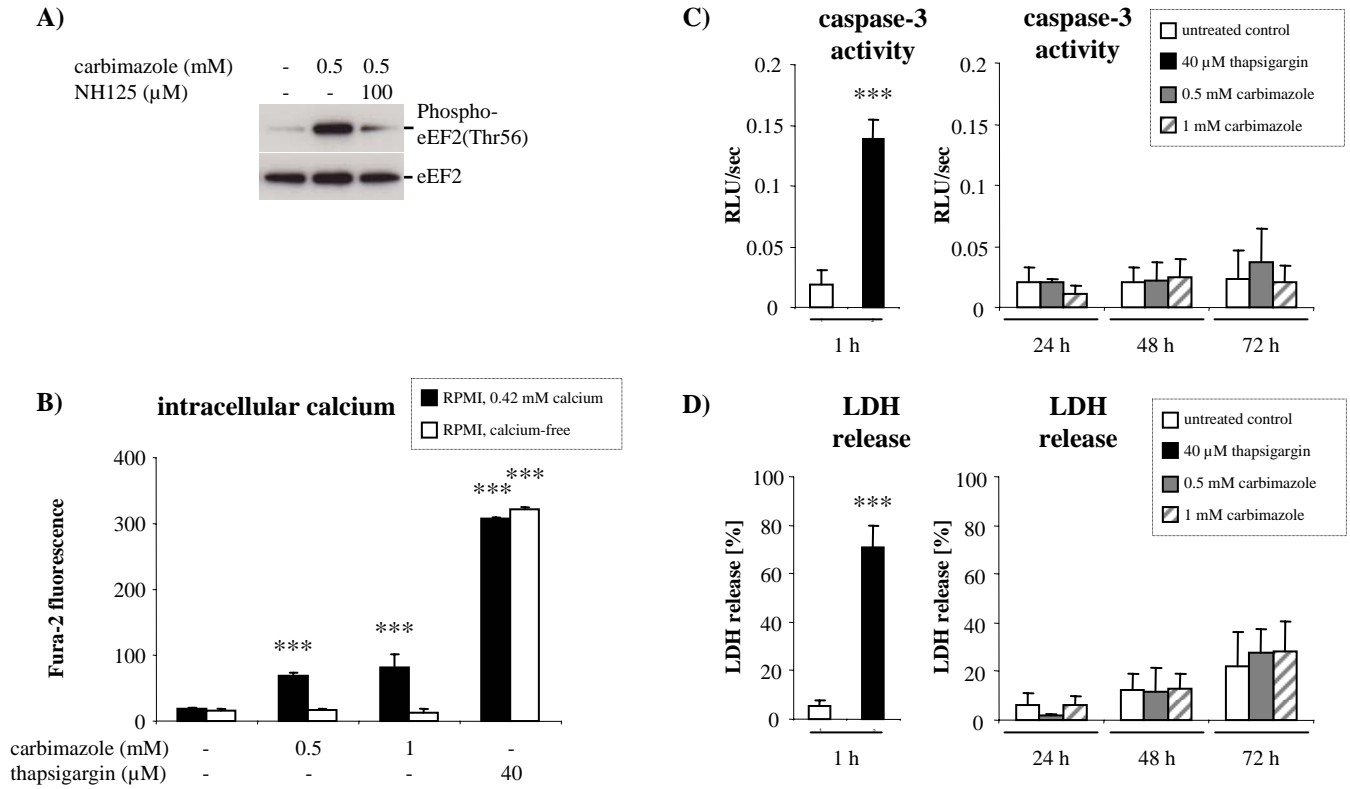 A)
carbimazole (mM) - 0.5 0.5
NH125 (µM) - - 100
Phospho-
eEF2(Thr56)
eEF2
B)
intracellular calcium
RPMI, 0.42 mM calcium
RPMI, calcium-free
Fura-2 fluorescence
400
300
200
100
0
***
***
***
***
carbimazole (mM) - 0.5 1 -
thapsigargin (µM) - - - 40
C)
caspase-3
activity
RLU/sec
0.2
0.15
0.1
0.05
0
***
1 h
caspase-3
activity
RLU/sec
0.2
0.15
0.1
0.05
0
24 h 48 h 72 h
untreated control
40 µM thapsigargin
0.5 mM carbimazole
1 mM carbimazole
D)
LDH
release
LDH release [%]
100
80
60
40
20
0
***
1 h
LDH
release
LDH release [%]
100
80
60
40
20
0
24 h 48 h 72 h
untreated control
40 µM thapsigargin
0.5 mM carbimazole
1 mM carbimazole